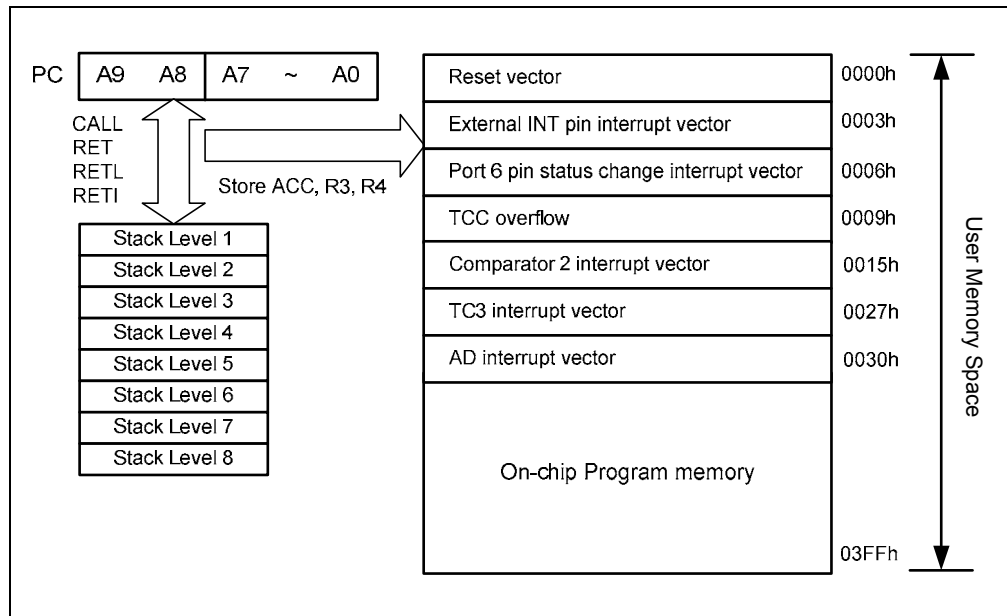 PC A9 A8 A7 ~ A0
CALL
RET
RETL
RETI
Store ACC, R3, R4
Stack Level 1
Stack Level 2
Stack Level 3
Stack Level 4
Stack Level 5
Stack Level 6
Stack Level 7
Stack Level 8
Reset vector 0000h
External INT pin interrupt vector 0003h
Port 6 pin status change interrupt vector 0006h
TCC overflow 0009h
Comparator 2 interrupt vector 0015h
TC3 interrupt vector 0027h
AD interrupt vector 0030h
On-chip Program memory
03FFh
User Memory Space